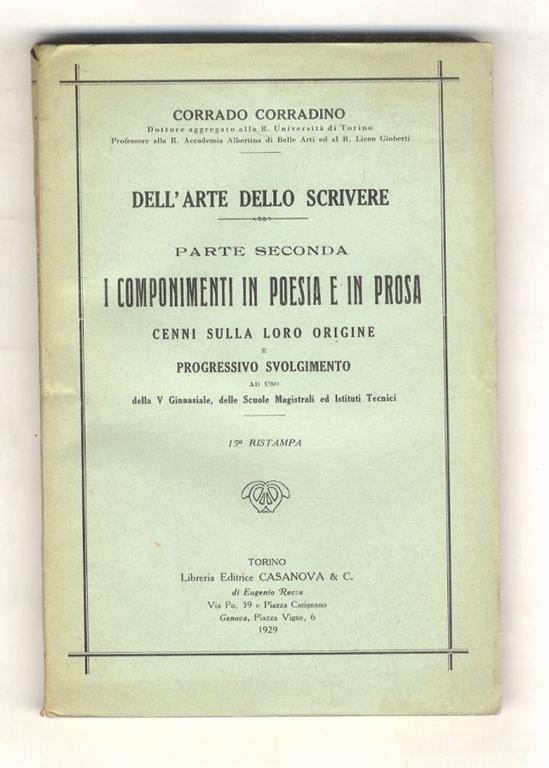 CORRADO CORRADINO
Dottore aggregato alla R. Università di Torino
Professore alla R. Accademia Albertina di Belle Arti ed al R. Liceo Gioberti
DELL'ARTE DELLO SCRIVERE
PARTE SECONDA
I COMPONIMENTI IN POESIA E IN PROSA
CENNI SULLA LORO ORIGINE
E
PROGRESSIVO SVOLGIMENTO
AD USO
della V Ginnasiale, delle Scuole Magistrali ed Istituti Tecnici
15ª RISTAMPA
TORINO
Libreria Editrice CASANOVA & C.
di Eugenio Rocco
Via Po, 39 e Piazza Carignano
Genova, Piazza Vigne, 6
1929